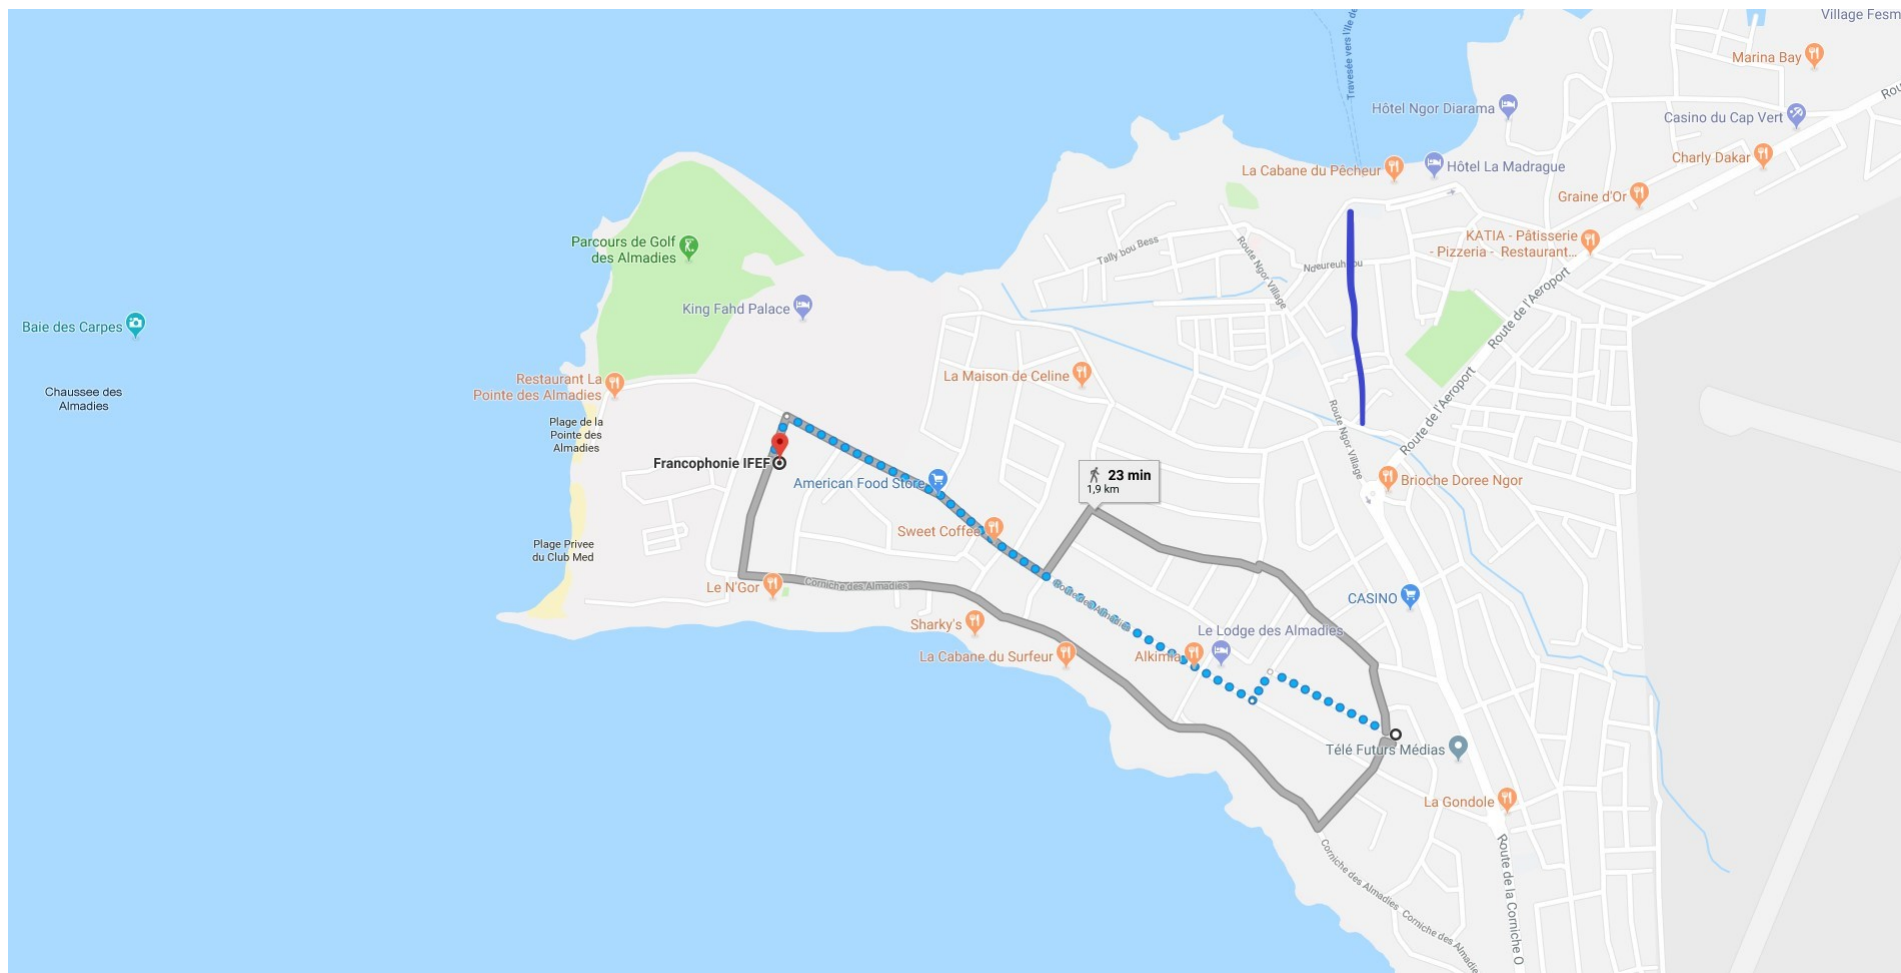 Village Fesm
Marina Bay
Rou
Travesée vers l'Ile de
Hôtel Ngor Diarama
Casino du Cap Vert
Charly Dakar
La Cabane du Pêcheur
Hôtel La Madrague
Graine d'Or
KATIA - Pâtisserie
- Pizzeria - Restaurant...
Tally bou Bess
Route Ngor Village
Parcours de Golf
des Almadies
King Fahd Palace
Route de l'Aeroport
Baie des Carpes
Chaussee des
Almadies
Restaurant La
Pointe des Almadies
La Maison de Celine
Plage de la
Pointe des
Almadies
Route Ngor Village
Route de l'Aeroport
Francophonie IFEF
American Food Store
23 min
1,9 km
Brioche Doree Ngor
Sweet Coffee
Plage Privee
du Club Med
Le N'Gor
Corniche des Almadies
CASINO
Sharky's
Le Lodge des Almadies
La Cabane du Surfeur
Alkimia
Télé Futurs Médias
La Gondole
Corniche des Almadies
Corniche des Almadie
Route de la Corniche O